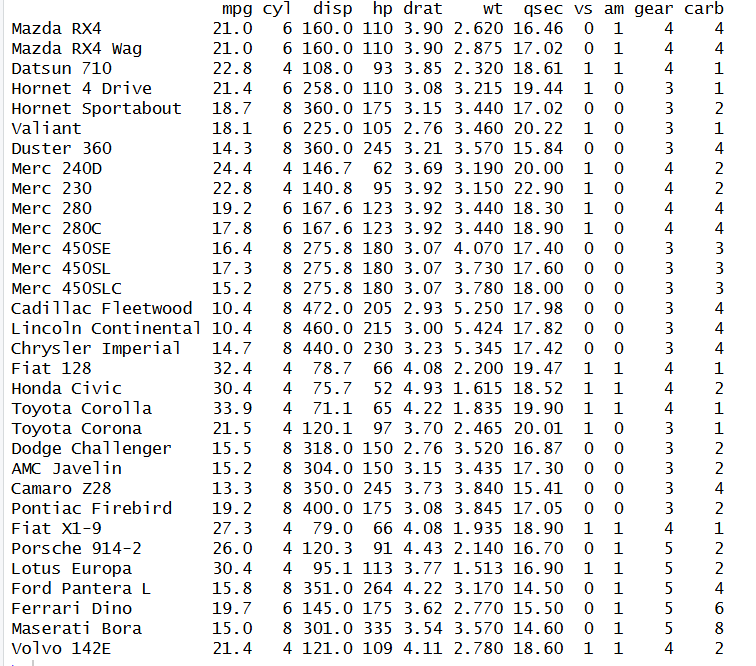 mpg cyl disp hp drat wt qsec vs am gear carb
Mazda RX4 21.0 6 160.0 110 3.90 2.620 16.46 0 1 4 4
Mazda RX4 Wag 21.0 6 160.0 110 3.90 2.875 17.02 0 1 4 4
Datsun 710 22.8 4 108.0 93 3.85 2.320 18.61 1 1 4 1
Hornet 4 Drive 21.4 6 258.0 110 3.08 3.215 19.44 1 0 3 1
Hornet Sportabout 18.7 8 360.0 175 3.15 3.440 17.02 0 0 3 2
Valiant 18.1 6 225.0 105 2.76 3.460 20.22 1 0 3 1
Duster 360 14.3 8 360.0 245 3.21 3.570 15.84 0 0 3 4
Merc 240D 24.4 4 146.7 62 3.69 3.190 20.00 1 0 4 2
Merc 230 22.8 4 140.8 95 3.92 3.150 22.90 1 0 4 2
Merc 280 19.2 6 167.6 123 3.92 3.440 18.30 1 0 4 4
Merc 280C 17.8 6 167.6 123 3.92 3.440 18.90 1 0 4 4
Merc 450SE 16.4 8 275.8 180 3.07 4.070 17.40 0 0 3 3
Merc 450SL 17.3 8 275.8 180 3.07 3.730 17.60 0 0 3 3
Merc 450SLC 15.2 8 275.8 180 3.07 3.780 18.00 0 0 3 3
Cadillac Fleetwood 10.4 8 472.0 205 2.93 5.250 17.98 0 0 3 4
Lincoln Continental 10.4 8 460.0 215 3.00 5.424 17.82 0 0 3 4
Chrysler Imperial 14.7 8 440.0 230 3.23 5.345 17.42 0 0 3 4
Fiat 128 32.4 4 78.7 66 4.08 2.200 19.47 1 1 4 1
Honda Civic 30.4 4 75.7 52 4.93 1.615 18.52 1 1 4 2
Toyota Corolla 33.9 4 71.1 65 4.22 1.835 19.90 1 1 4 1
Toyota Corona 21.5 4 120.1 97 3.70 2.465 20.01 1 0 3 1
Dodge Challenger 15.5 8 318.0 150 2.76 3.520 16.87 0 0 3 2
AMC Javelin 15.2 8 304.0 150 3.15 3.435 17.30 0 0 3 2
Camaro Z28 13.3 8 350.0 245 3.73 3.840 15.41 0 0 3 4
Pontiac Firebird 19.2 8 400.0 175 3.08 3.845 17.05 0 0 3 2
Fiat X1-9 27.3 4 79.0 66 4.08 1.935 18.90 1 1 4 1
Porsche 914-2 26.0 4 120.3 91 4.43 2.140 16.70 0 1 5 2
Lotus Europa 30.4 4 95.1 113 3.77 1.513 16.90 1 1 5 2
Ford Pantera L 15.8 8 351.0 264 4.22 3.170 14.50 0 1 5 4
Ferrari Dino 19.7 6 145.0 175 3.62 2.770 15.50 0 1 5 6
Maserati Bora 15.0 8 301.0 335 3.54 3.570 14.60 0 1 5 8
Volvo 142E 21.4 4 121.0 109 4.11 2.780 18.60 1 1 4 2